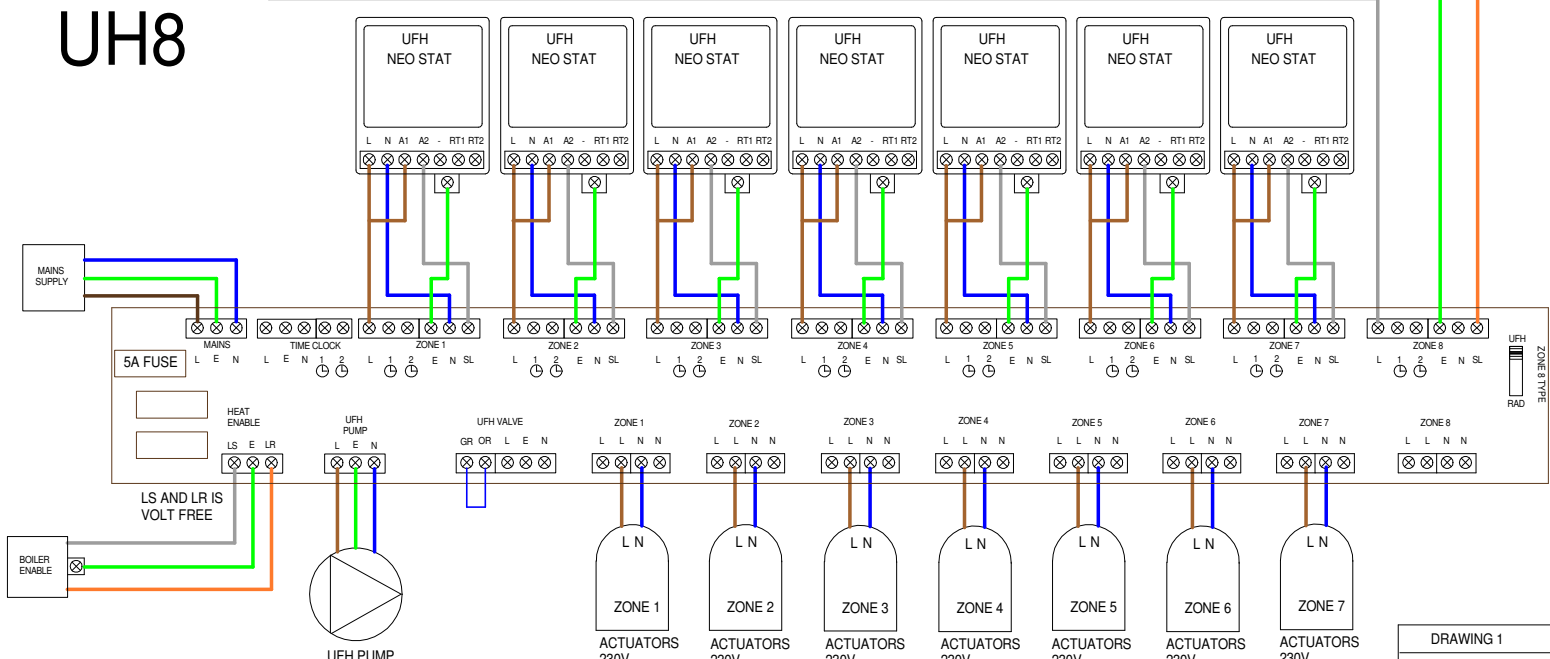 UH8
UFH
NEO STAT
UFH
NEO STAT
UFH
NEO STAT
UFH
NEO STAT
UFH
NEO STAT
UFH
NEO STAT
UFH
NEO STAT
L N A1 A2 - RT1 RT2
L N A1 A2 - RT1 RT2
L N A1 A2 - RT1 RT2
L N A1 A2 - RT1 RT2
L N A1 A2 - RT1 RT2
L N A1 A2 - RT1 RT2
L N A1 A2 - RT1 RT2
MAINS
SUPPLY
MAINS
L E N
TIME CLOCK
L E N 1 2
ZONE 1
L 1 2 E N SL
ZONE 2
L 1 2 E N SL
ZONE 3
L 1 2 E N SL
ZONE 4
L 1 2 E N SL
ZONE 5
L 1 2 E N SL
ZONE 6
L 1 2 E N SL
ZONE 7
L 1 2 E N SL
ZONE 8
L 1 2 E N SL
UFH
RAD
ZONE 8 TYPE
5A FUSE
HEAT
ENABLE
LS E LR
UFH
PUMP
L E N
UFH VALVE
GR OR L E N
ZONE 1
L L N N
ZONE 2
L L N N
ZONE 3
L L N N
ZONE 4
L L N N
ZONE 5
L L N N
ZONE 6
L L N N
ZONE 7
L L N N
ZONE 8
L L N N
LS AND LR IS
VOLT FREE
BOILER
ENABLE
UFH PUMP
L N
ZONE 1
ACTUATORS
230V
L N
ZONE 2
ACTUATORS
230V
L N
ZONE 3
ACTUATORS
230V
L N
ZONE 4
ACTUATORS
230V
L N
ZONE 5
ACTUATORS
230V
L N
ZONE 6
ACTUATORS
230V
L N
ZONE 7
ACTUATORS
230V
DRAWING 1